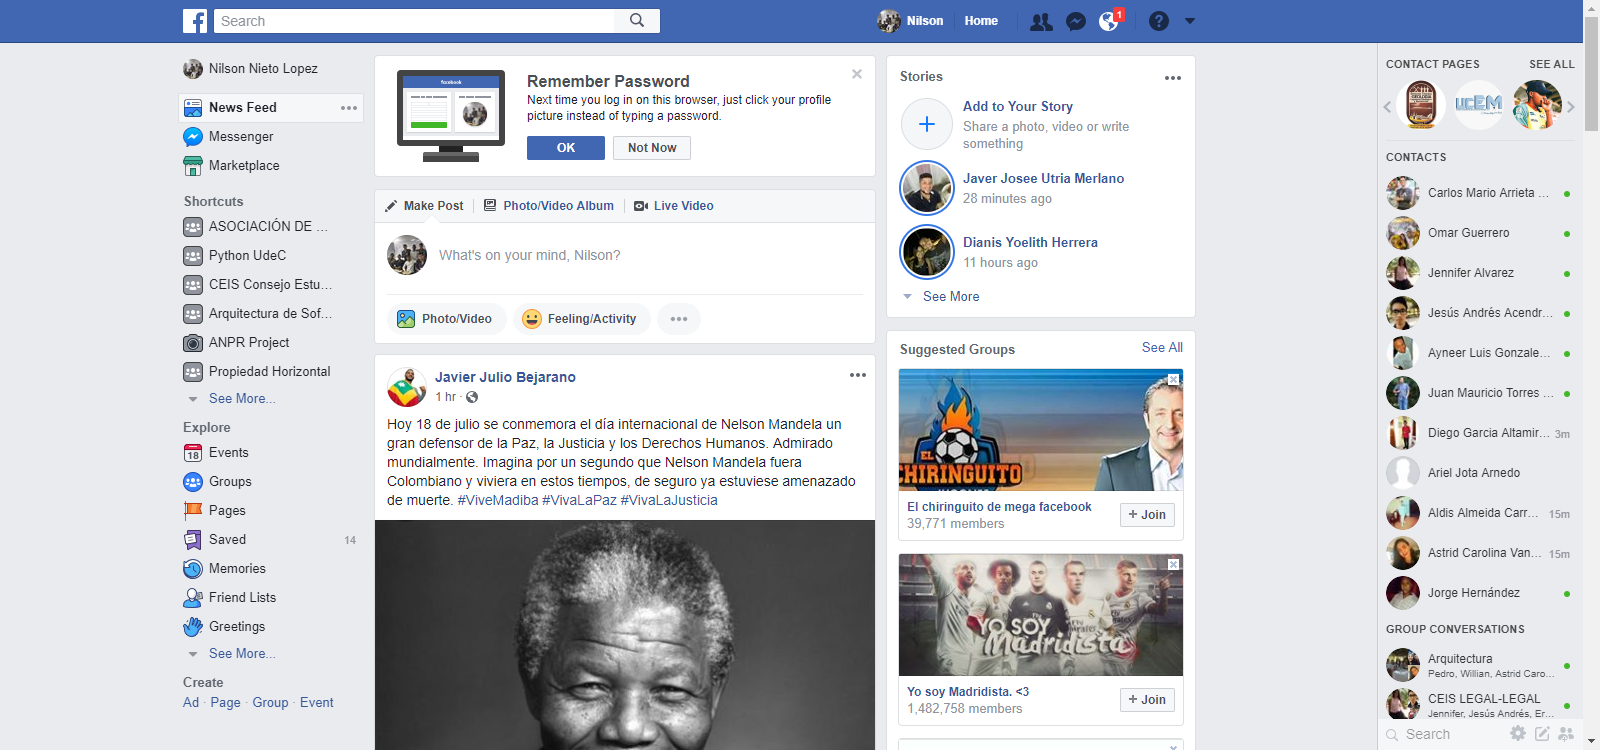 Search
Nilson
Home
1
?
Nilson Nieto Lopez
News Feed
Messenger
Marketplace
Shortcuts
ASOCIACIÓN DE ...
Python UdeC
CEIS Consejo Estu...
Arquitectura de Sof...
ANPR Project
Propiedad Horizontal
See More...
Explore
18
Events
Groups
Pages
Saved
14
Memories
Friend Lists
Greetings
See More...
Create
Ad · Page · Group · Event
facebook
Remember Password
Next time you log in on this browser, just click your profile
picture instead of typing a password.
OK
Not Now
Make Post
Photo/Video Album
Live Video
What's on your mind, Nilson?
Photo/Video
Feeling/Activity
Javier Julio Bejarano
1 hr ·
Hoy 18 de julio se conmemora el día internacional de Nelson Mandela un
gran defensor de la Paz, la Justicia y los Derechos Humanos. Admirado
mundialmente. Imagina por un segundo que Nelson Mandela fuera
Colombiano y viviera en estos tiempos, de seguro ya estuviese amenazado
de muerte. #ViveMadiba #VivaLaPaz #VivaLaJusticia
Stories
Add to Your Story
Share a photo, video or write
something
Javer Josee Utria Merlano
28 minutes ago
Dianis Yoelith Herrera
11 hours ago
See More
Suggested Groups
See All
EL
CHIRINGUITO
El chiringuito de mega facebook
39,771 members
+ Join
YO SOY
Madridista
Yo soy Madridista. <3
1,482,758 members
+ Join
CONTACT PAGES
SEE ALL
UCEM
CONTACTS
Carlos Mario Arrieta ...
Omar Guerrero
Jennifer Alvarez
Jesús Andrés Acendr...
Ayneer Luis Gonzale...
Juan Mauricio Torres ...
Diego Garcia Altamir...
3m
Ariel Jota Arnedo
Aldis Almeida Carr...
15m
Astrid Carolina Van...
15m
Jorge Hernández
GROUP CONVERSATIONS
Arquitectura
Pedro, Willian, Astrid Caro...
CEIS LEGAL-LEGAL
Jennifer, Jesús Andrés, Er...
Search